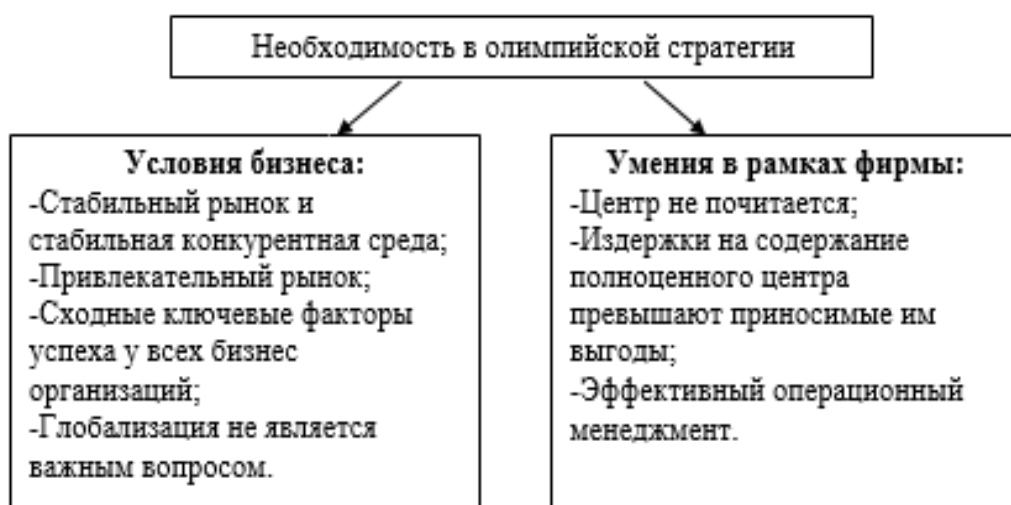 Необходимость в олимпийской стратегии
Условия бизнеса:
-Стабильный рынок и
стабильная конкурентная среда;
-Привлекательный рынок;
-Сходные ключевые факторы
успеха у всех бизнес
организаций;
-Глобализация не является
важным вопросом.
Умения в рамках фирмы:
-Центр не почитается;
-Издержки на содержание
полноценного центра
превышают приносимые им
выгоды;
-Эффективный операционный
менеджмент.